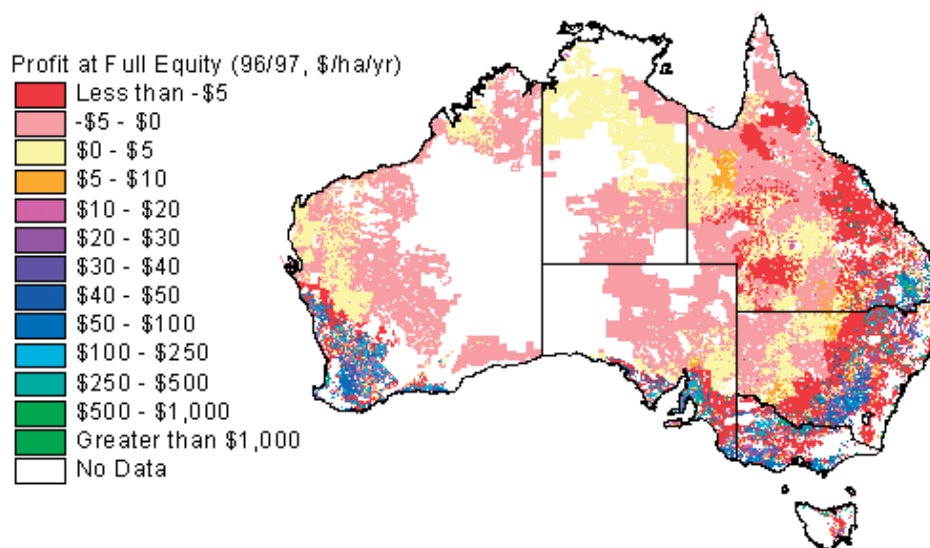 Profit at Full Equity (96/97, $/ha/yr)
Less than -$5
-$5 - $0
$0 - $5
$5 - $10
$10 - $20
$20 - $30
$30 - $40
$40 - $50
$50 - $100
$100 - $250
$250 - $500
$500 - $1,000
Greater than $1,000
No Data